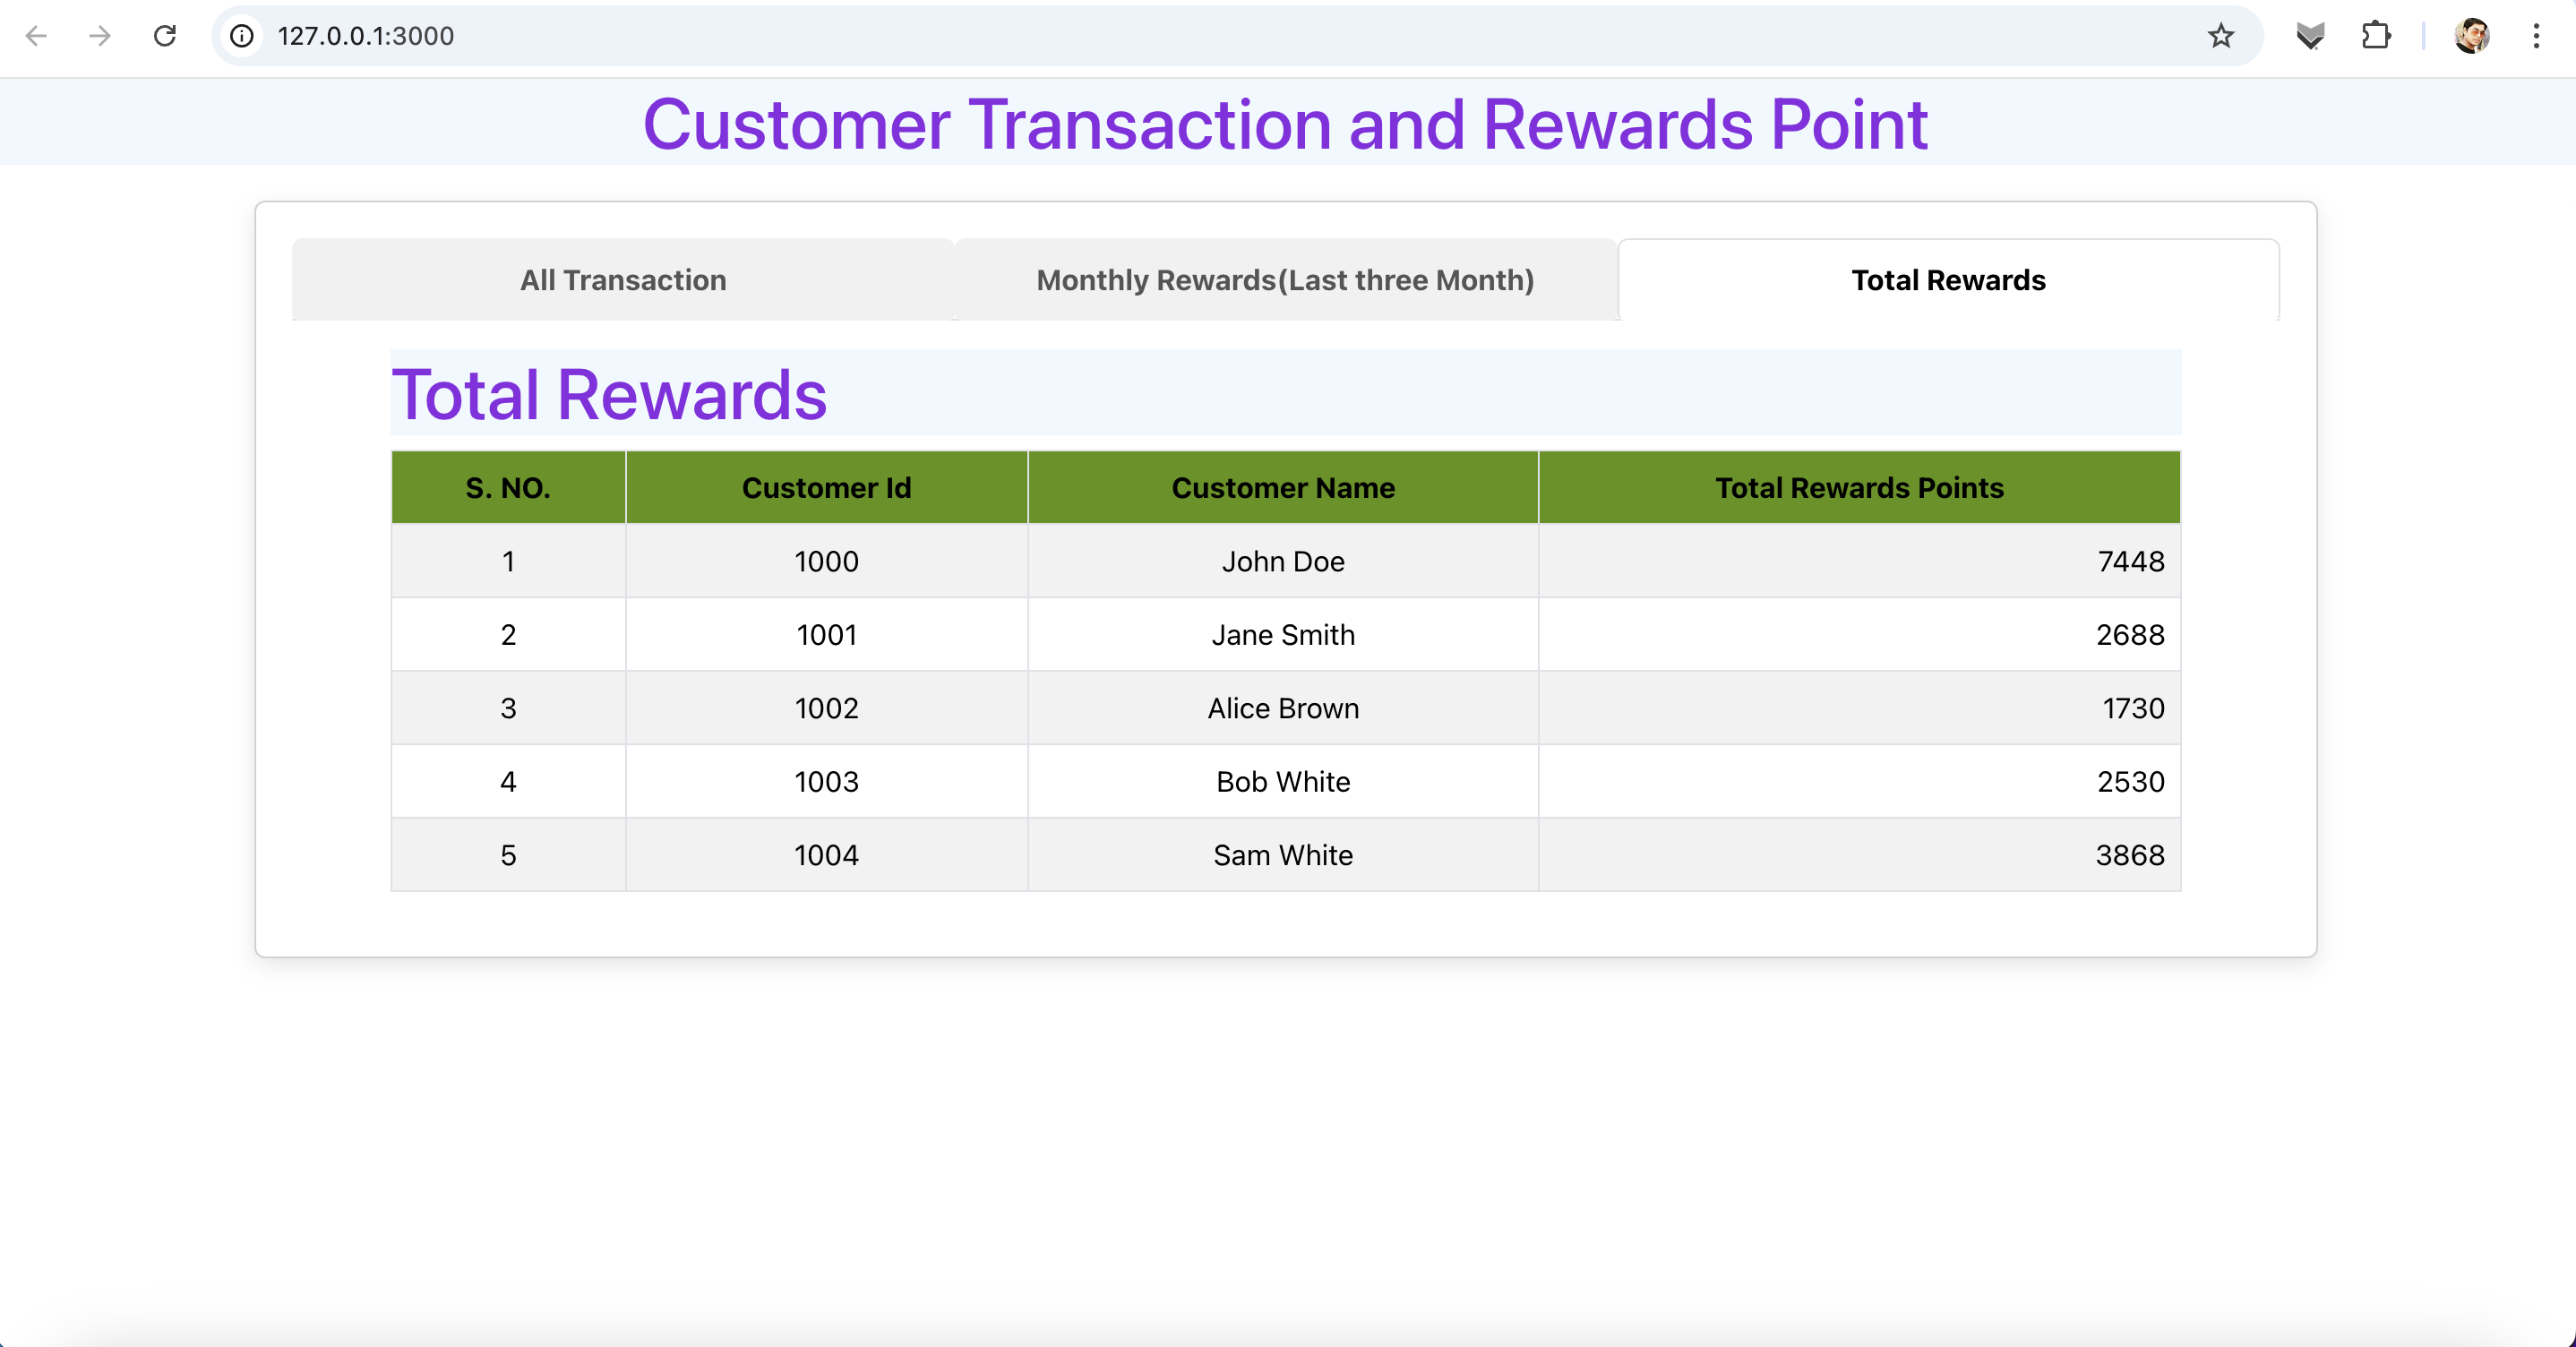 127.0.0.1:3000
Customer Transaction and Rewards Point
All Transaction Monthly Rewards(Last three Month) Total Rewards
Total Rewards
S. NO. Customer Id Customer Name Total Rewards Points
1 1000 John Doe 7448
2 1001 Jane Smith 2688
3 1002 Alice Brown 1730
4 1003 Bob White 2530
5 1004 Sam White 3868